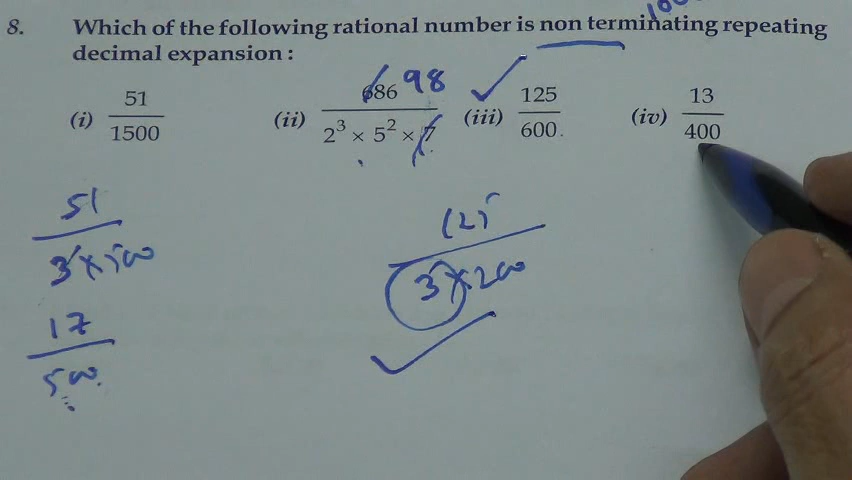 100
8. Which of the following rational number is non terminating repeating
decimal expansion :
(i) 51/1500 (ii) 686/2³ × 5² × 7 98 (iii) 125/600. (iv) 13/400
51
3 × 500
17
500
125
3 × 200